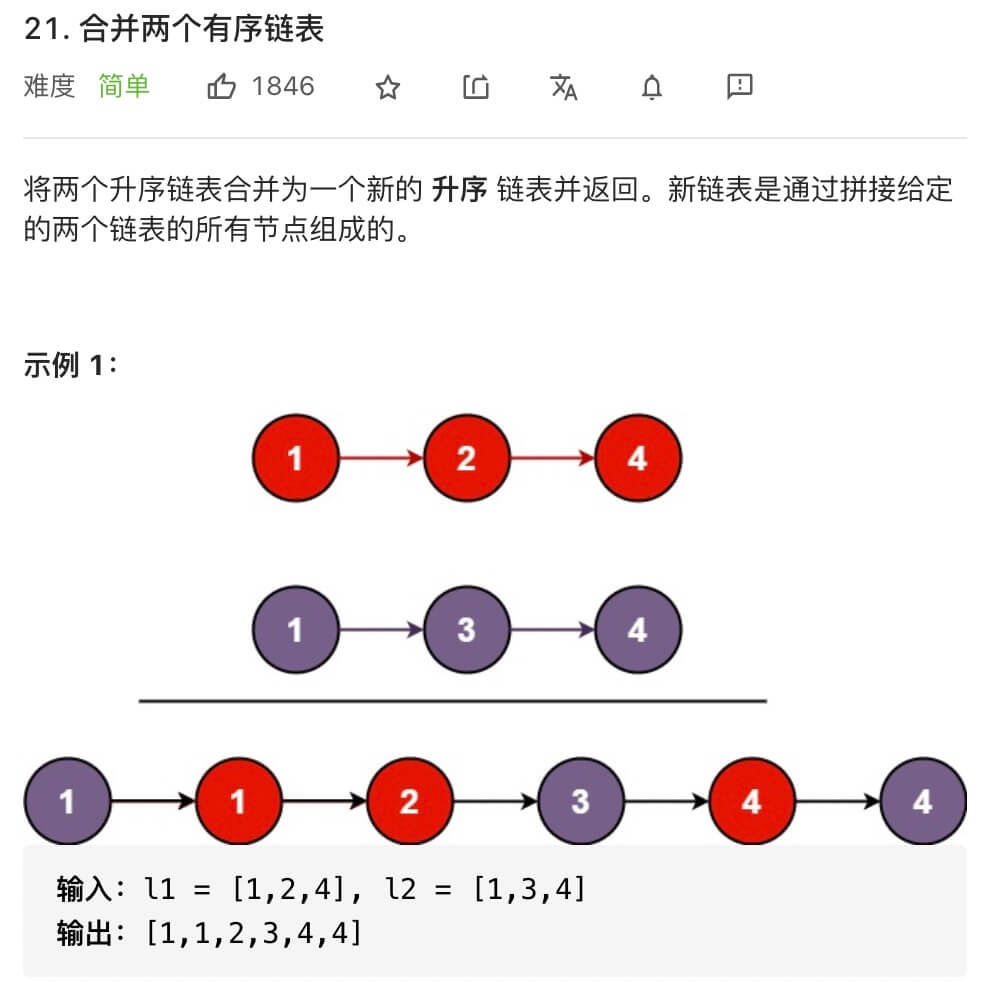 21. 合并两个有序链表
难度 简单 1846
将两个升序链表合并为一个新的 升序 链表并返回。新链表是通过拼接给定
的两个链表的所有节点组成的。
示例 1：
1 2 4
1 3 4
1 1 2 3 4 4
输入：l1 = [1,2,4], l2 = [1,3,4]
输出：[1,1,2,3,4,4]